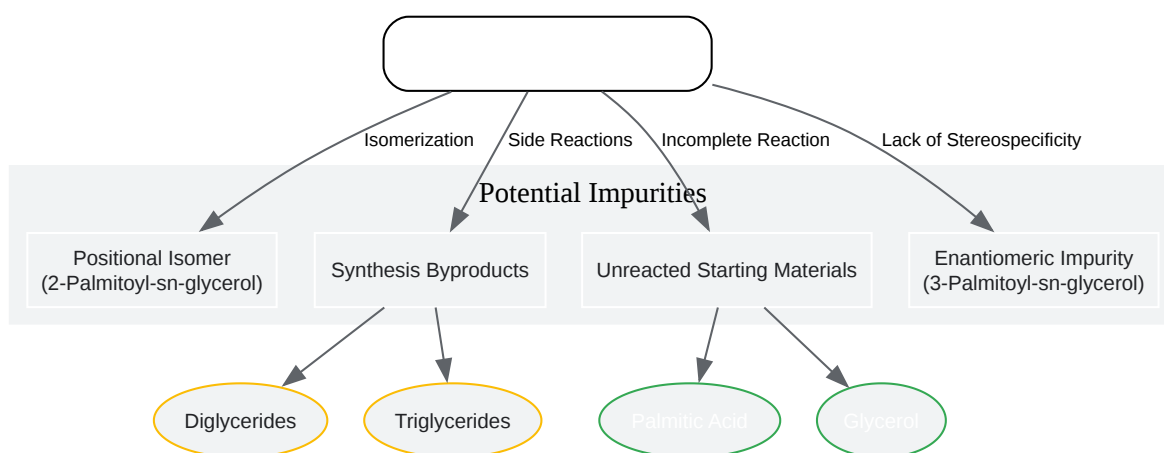 Isomerization
Side Reactions
Incomplete Reaction
Lack of Stereospecificity
Potential Impurities
Positional Isomer
(2-Palmitoyl-sn-glycerol)
Synthesis Byproducts
Unreacted Starting Materials
Enantiomeric Impurity
(3-Palmitoyl-sn-glycerol)
Diglycerides
Triglycerides
Palmitic Acid
Glycerol